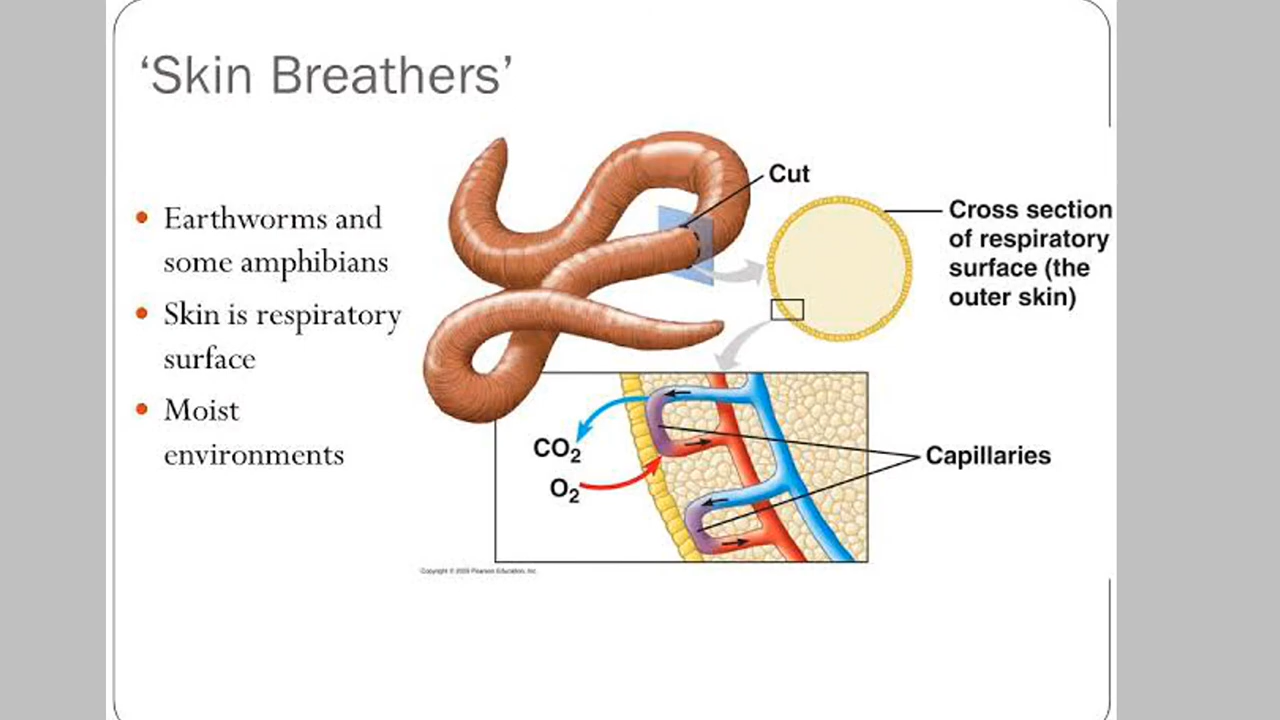 ‘Skin Breathers’
• Earthworms and
some amphibians
• Skin is respiratory
surface
• Moist
environments
Cut
Cross section
of respiratory
surface (the
outer skin)
CO₂
O₂
Capillaries
Copyright © 2009 Pearson Education, Inc.